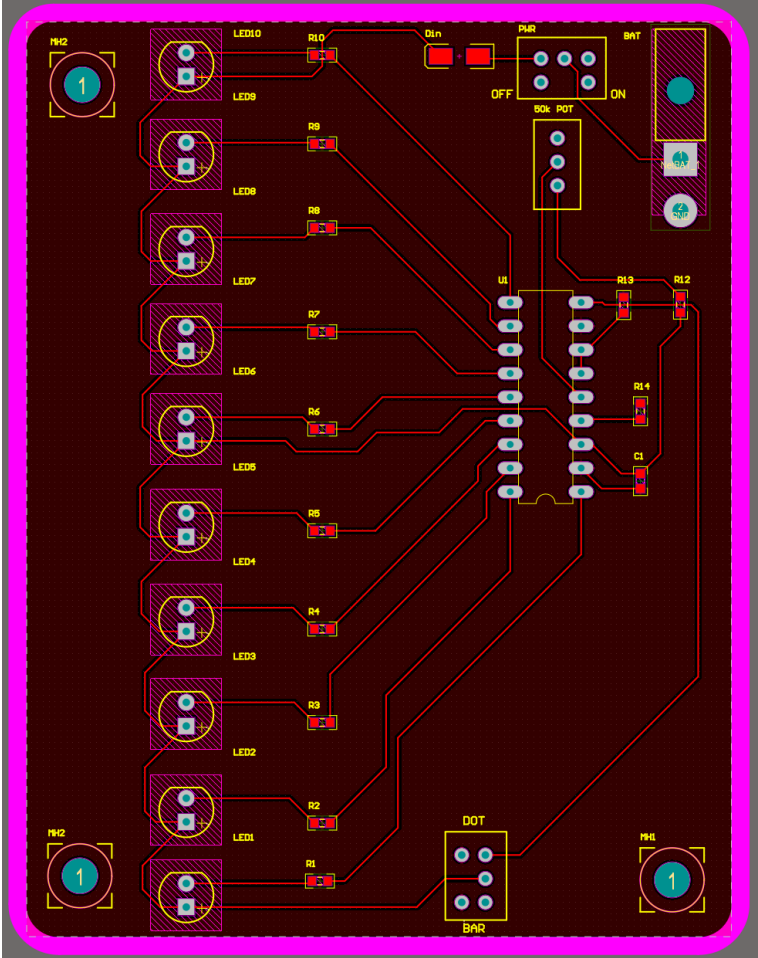 LED10
R10
Din
PWR
BAT
MH2
1
OFF
ON
LED9
50k POT
R9
1
LED8
2
GND
R8
LED7
U1
R13
R12
R7
LED6
R14
R6
C1
LED5
R5
LED4
R4
LED3
R3
LED2
R2
DOT
MH2
LED1
MH1
R1
1
1
BAR